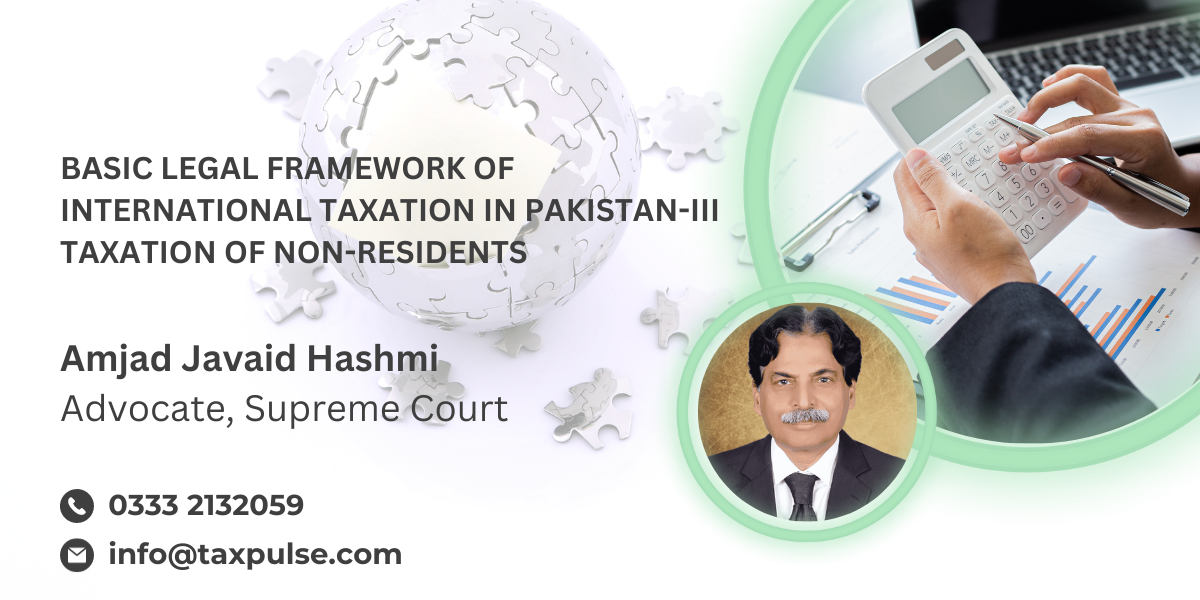 BASIC LEGAL FRAMEWORK OF
INTERNATIONAL TAXATION IN PAKISTAN-III
TAXATION OF NON-RESIDENTS
Amjad Javaid Hashmi
Advocate, Supreme Court
0333 2132059
info@taxpulse.com